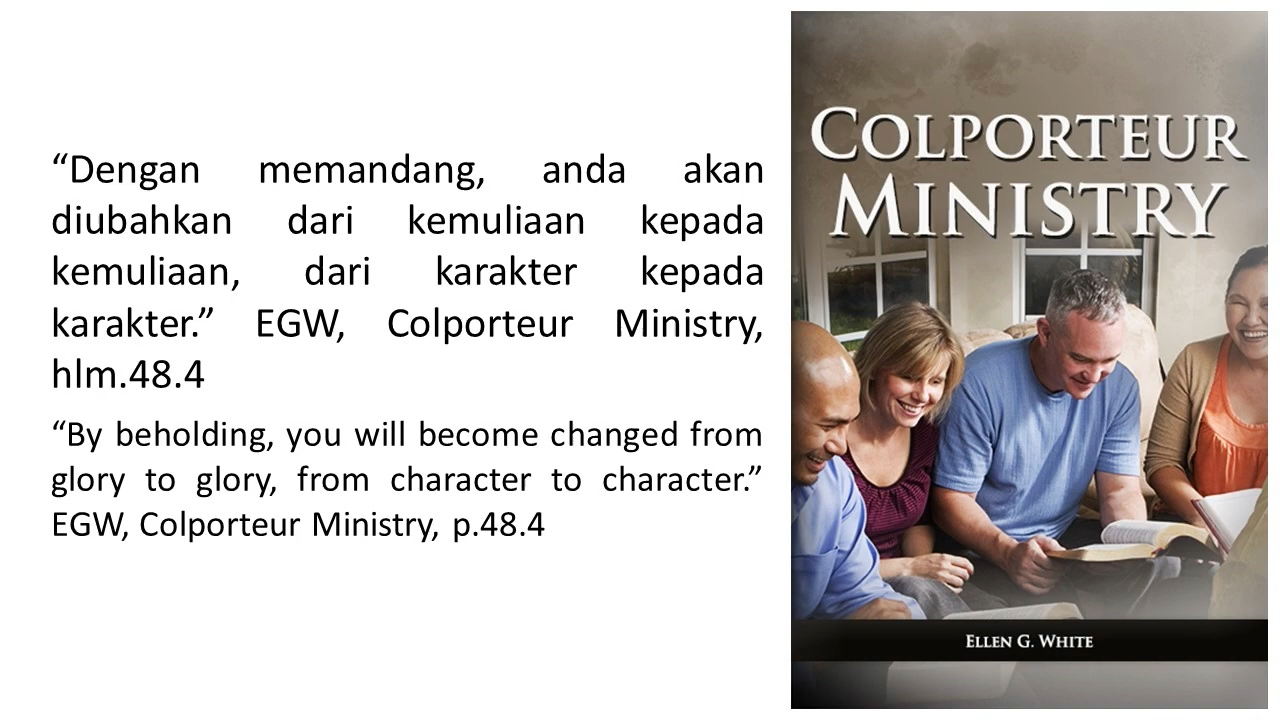 “Dengan memandang, anda akan
diubahkan dari kemuliaan kepada
kemuliaan, dari karakter kepada
karakter.” EGW, Colporteur Ministry,
hlm.48.4
“By beholding, you will become changed from
glory to glory, from character to character.”
EGW, Colporteur Ministry, p.48.4
COLPORTEUR
MINISTRY
ELLEN G. WHITE